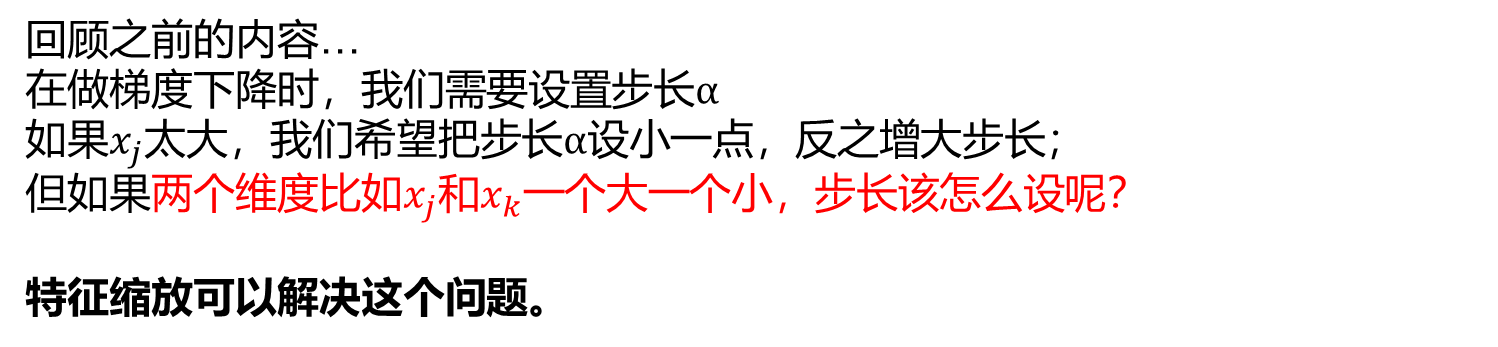 回顾之前的内容…
在做梯度下降时，我们需要设置步长α
如果xⱼ太大，我们希望把步长α设小一点，反之增大步长；
但如果两个维度比如xⱼ和xₖ一个大一个小，步长该怎么设呢？
特征缩放可以解决这个问题。